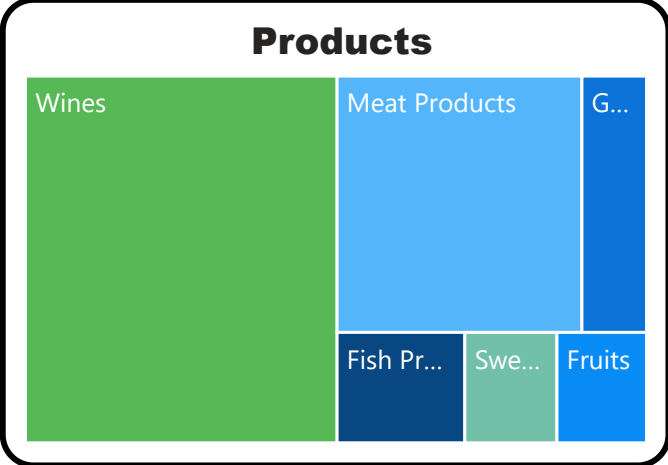 Products
Wines
Meat Products
G...
Fish Pr...
Swe...
Fruits